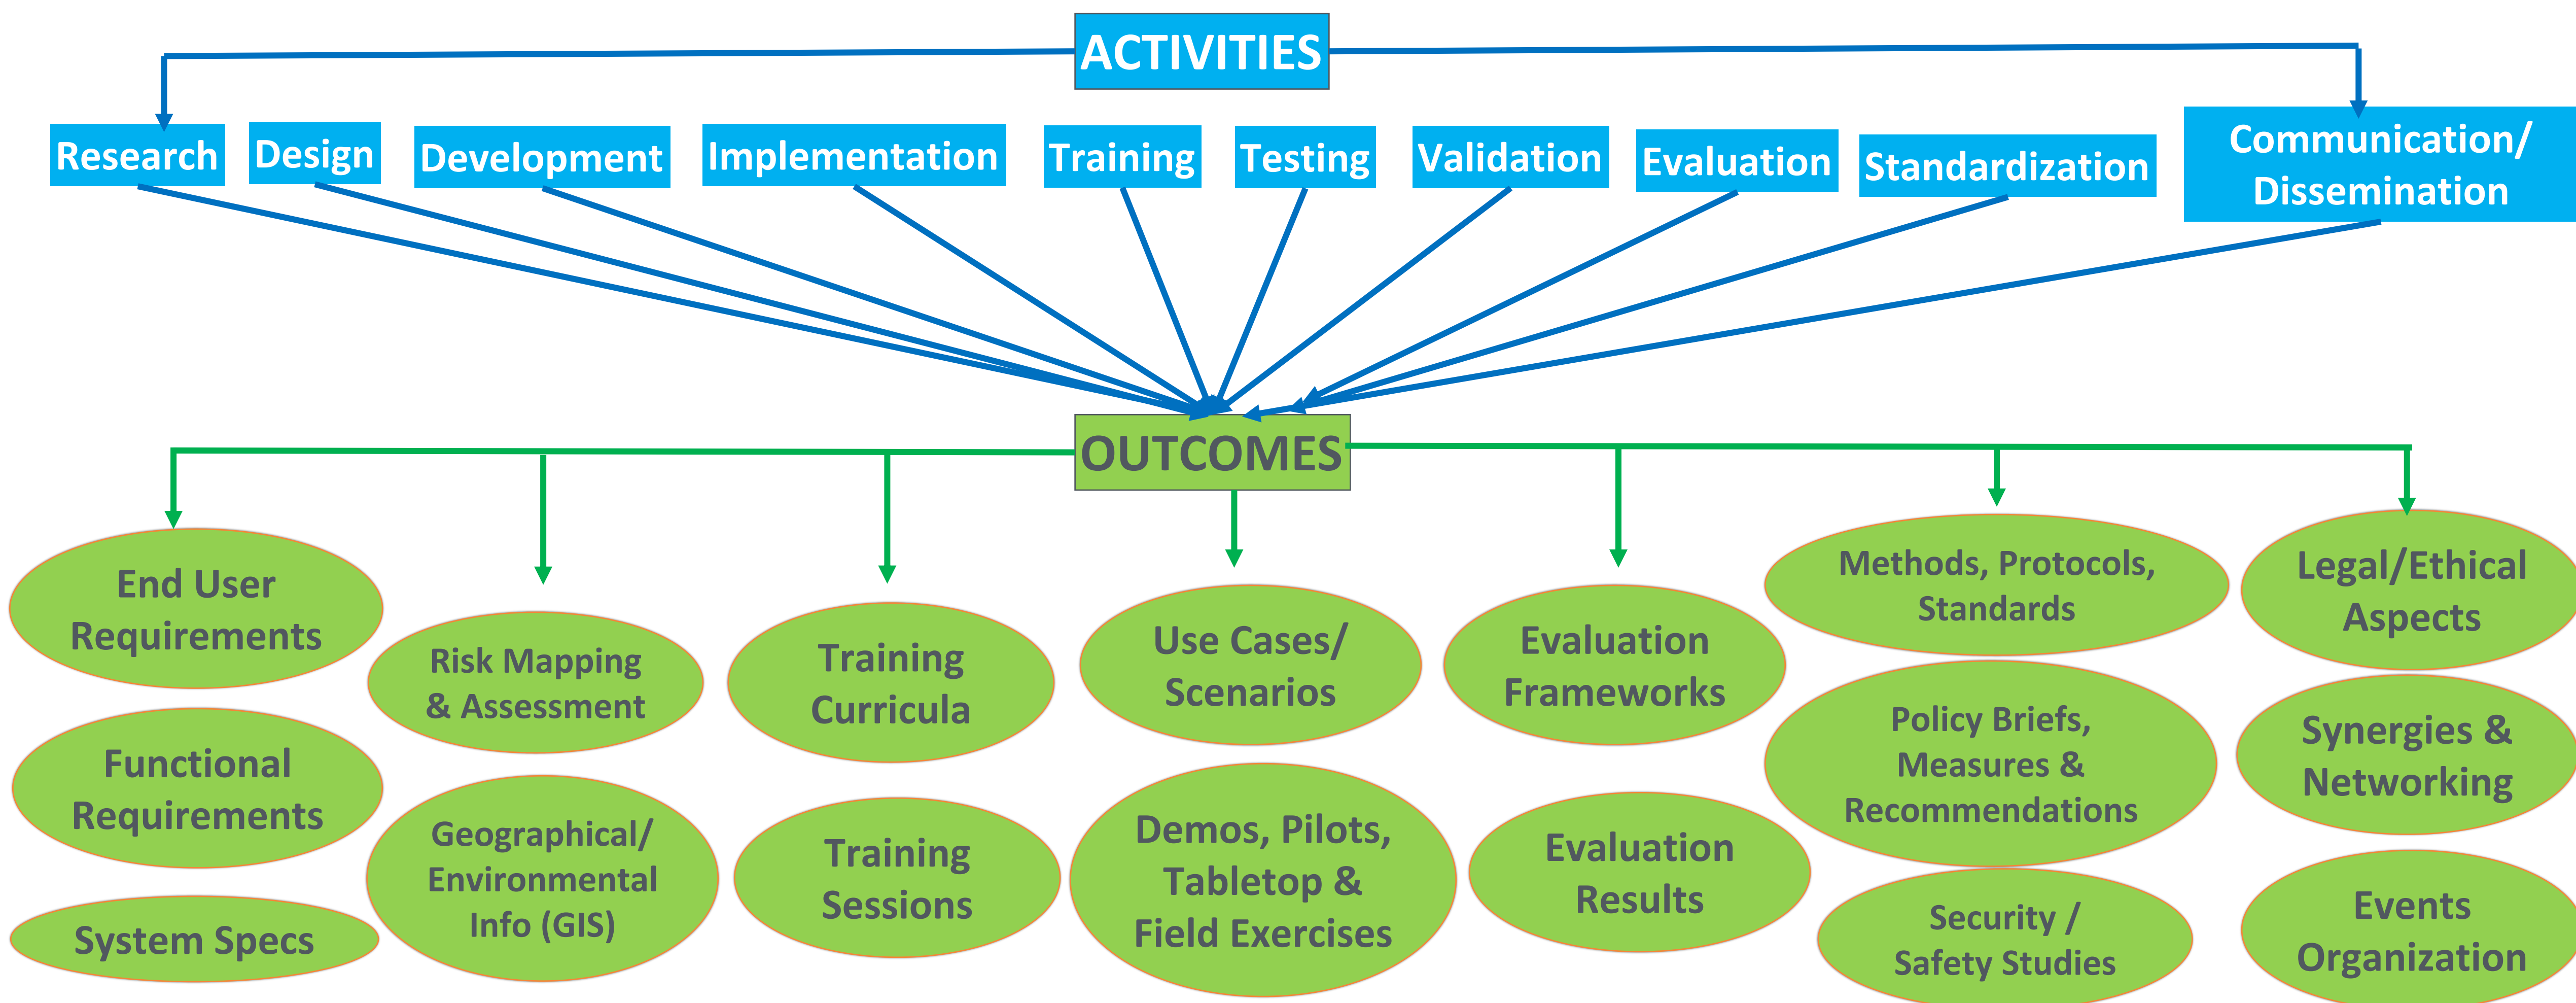 ACTIVITIES
Research
Design
Development
Implementation
Training
Testing
Validation
Evaluation
Standardization
Communication/
Dissemination
OUTCOMES
End User
Requirements
Functional
Requirements
System Specs
Risk Mapping
& Assessment
Geographical/
Environmental
Info (GIS)
Training
Curricula
Training
Sessions
Use Cases/
Scenarios
Demos, Pilots,
Tabletop &
Field Exercises
Evaluation
Frameworks
Evaluation
Results
Methods, Protocols,
Standards
Policy Briefs,
Measures &
Recommendations
Security /
Safety Studies
Legal/Ethical
Aspects
Synergies &
Networking
Events
Organization